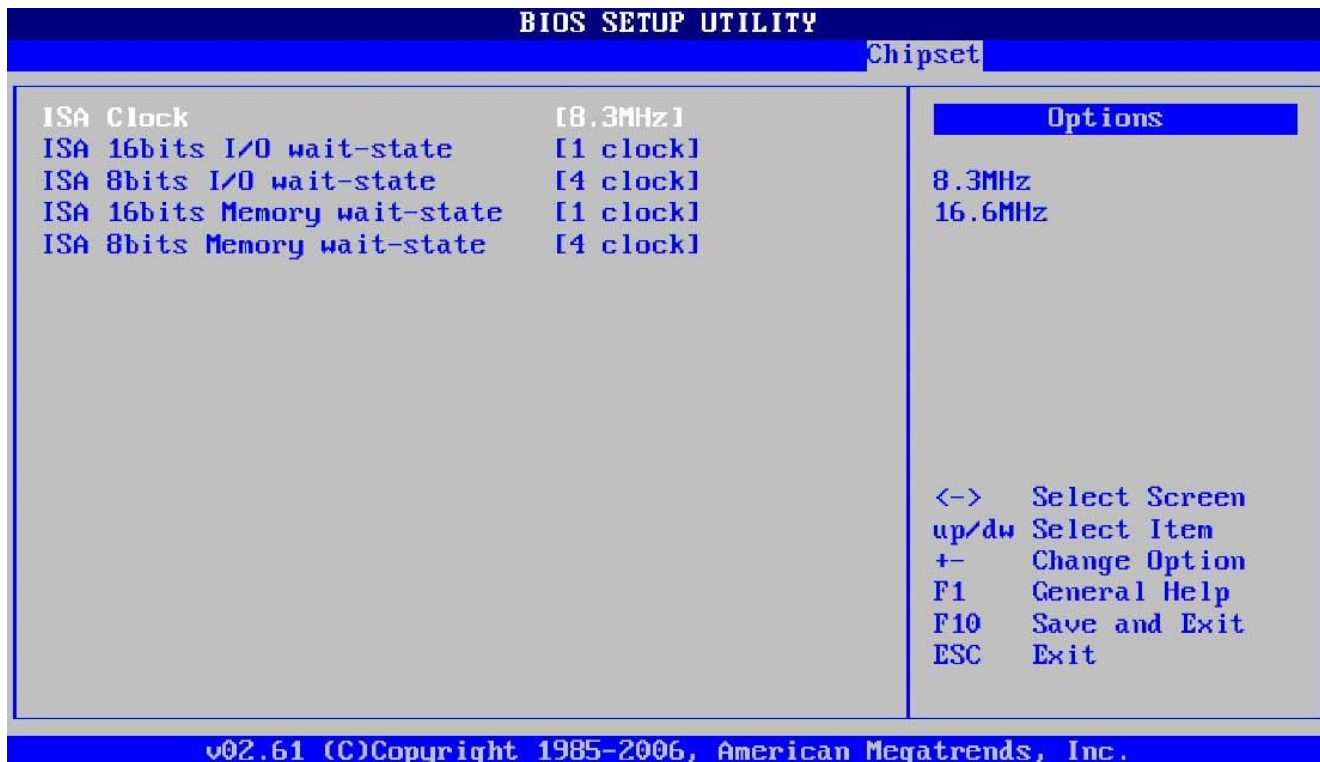 BIOS SETUP UTILITY
Chipset
ISA Clock [8.3MHz]
ISA 16bits I/O wait-state [1 clock]
ISA 8bits I/O wait-state [4 clock]
ISA 16bits Memory wait-state [1 clock]
ISA 8bits Memory wait-state [4 clock]
Options
8.3MHz
16.6MHz
<-> Select Screen
up/dw Select Item
+- Change Option
F1 General Help
F10 Save and Exit
ESC Exit
v02.61 (C)Copyright 1985-2006, American Megatrends, Inc.